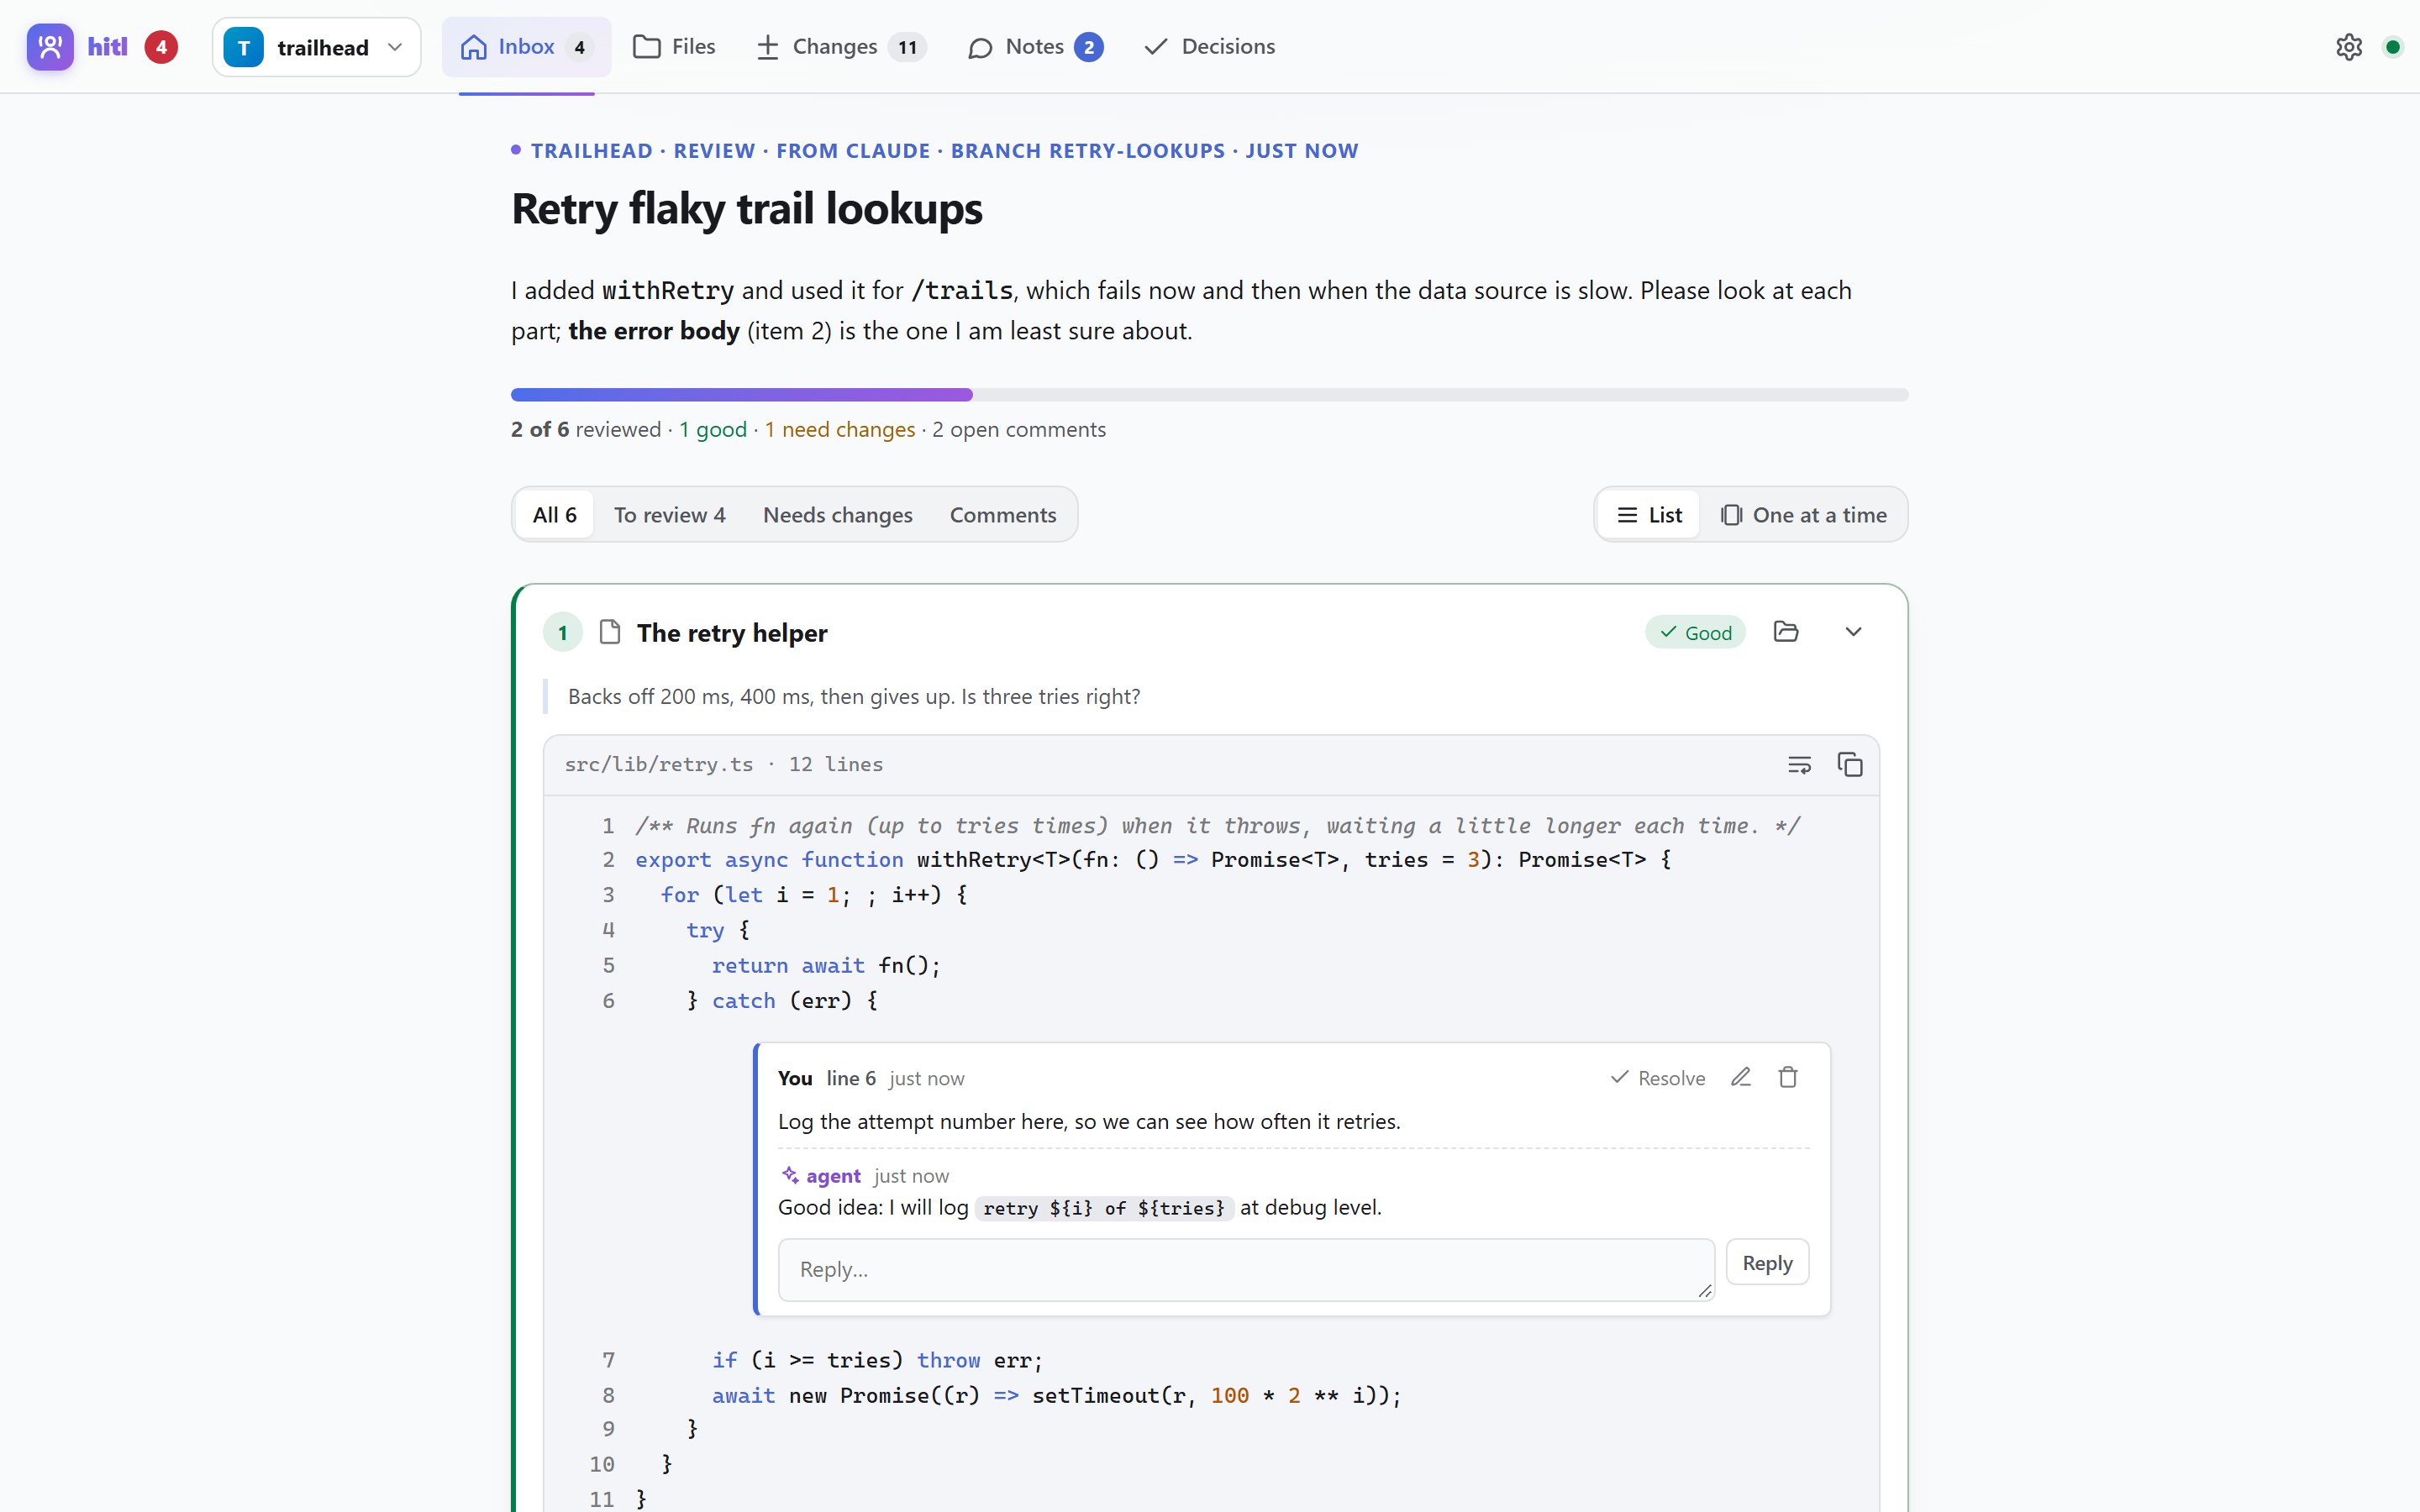 hitl 4 T trailhead Inbox 4 Files Changes 11 Notes 2 Decisions
TRAILHEAD · REVIEW · FROM CLAUDE · BRANCH RETRY-LOOKUPS · JUST NOW
Retry flaky trail lookups
I added withRetry and used it for /trails, which fails now and then when the data source is slow. Please look at each
part; the error body (item 2) is the one I am least sure about.
2 of 6 reviewed · 1 good · 1 need changes · 2 open comments
All 6 To review 4 Needs changes Comments List One at a time
1 The retry helper Good
Backs off 200 ms, 400 ms, then gives up. Is three tries right?
src/lib/retry.ts · 12 lines
1 /** Runs fn again (up to tries times) when it throws, waiting a little longer each time. */
2 export async function withRetry<T>(fn: () => Promise<T>, tries = 3): Promise<T> {
3 for (let i = 1; ; i++) {
4 try {
5 return await fn();
6 } catch (err) {
You line 6 just now Resolve
Log the attempt number here, so we can see how often it retries.
agent just now
Good idea: I will log retry ${i} of ${tries} at debug level.
Reply... Reply
7 if (i >= tries) throw err;
8 await new Promise((r) => setTimeout(r, 100 * 2 ** i));
9 }
10 }
11 }